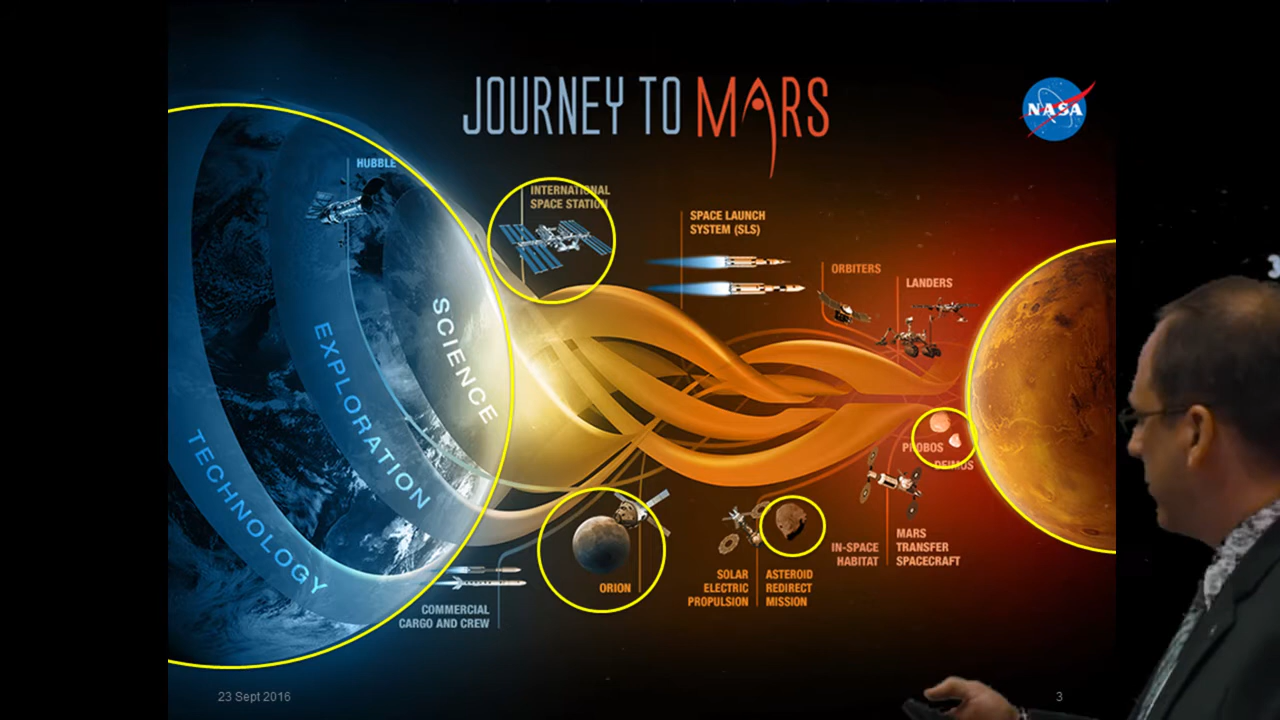 JOURNEY TO MARS
NASA
HUBBLE
INTERNATIONAL
SPACE STATION
SPACE LAUNCH
SYSTEM (SLS)
ORBITERS
LANDERS
SCIENCE
EXPLORATION
TECHNOLOGY
PHOBOS
DEIMOS
COMMERCIAL
CARGO AND CREW
ORION
SOLAR
ELECTRIC
PROPULSION
ASTEROID
REDIRECT
MISSION
IN-SPACE
HABITAT
MARS
TRANSFER
SPACECRAFT
23 Sept 2016
3